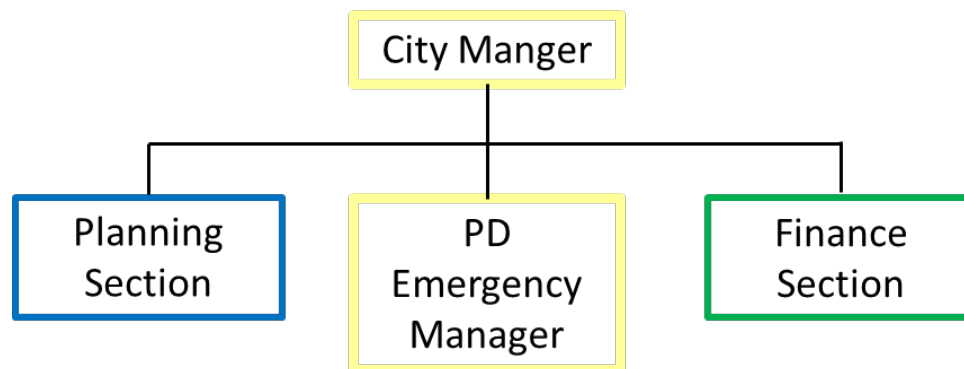 City Manger
Planning
Section
PD
Emergency
Manager
Finance
Section